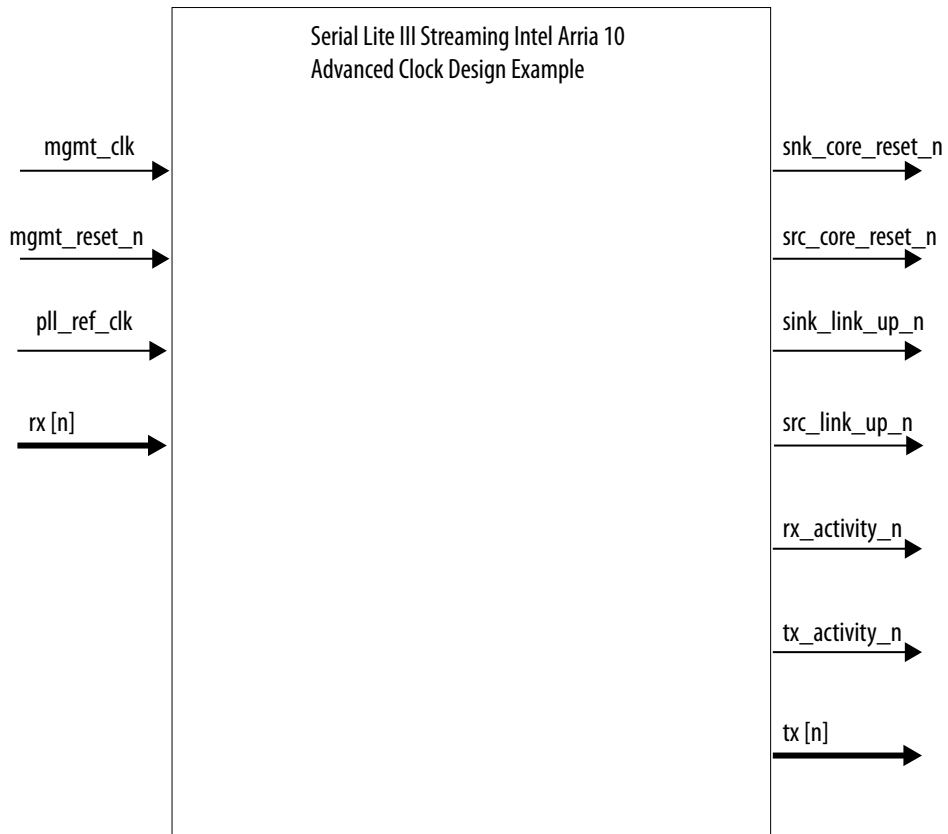 Serial Lite III Streaming Intel Arria 10
Advanced Clock Design Example
mgmt_clk
mgmt_reset_n
pll_ref_clk
rx [n]
snk_core_reset_n
src_core_reset_n
sink_link_up_n
src_link_up_n
rx_activity_n
tx_activity_n
tx [n]